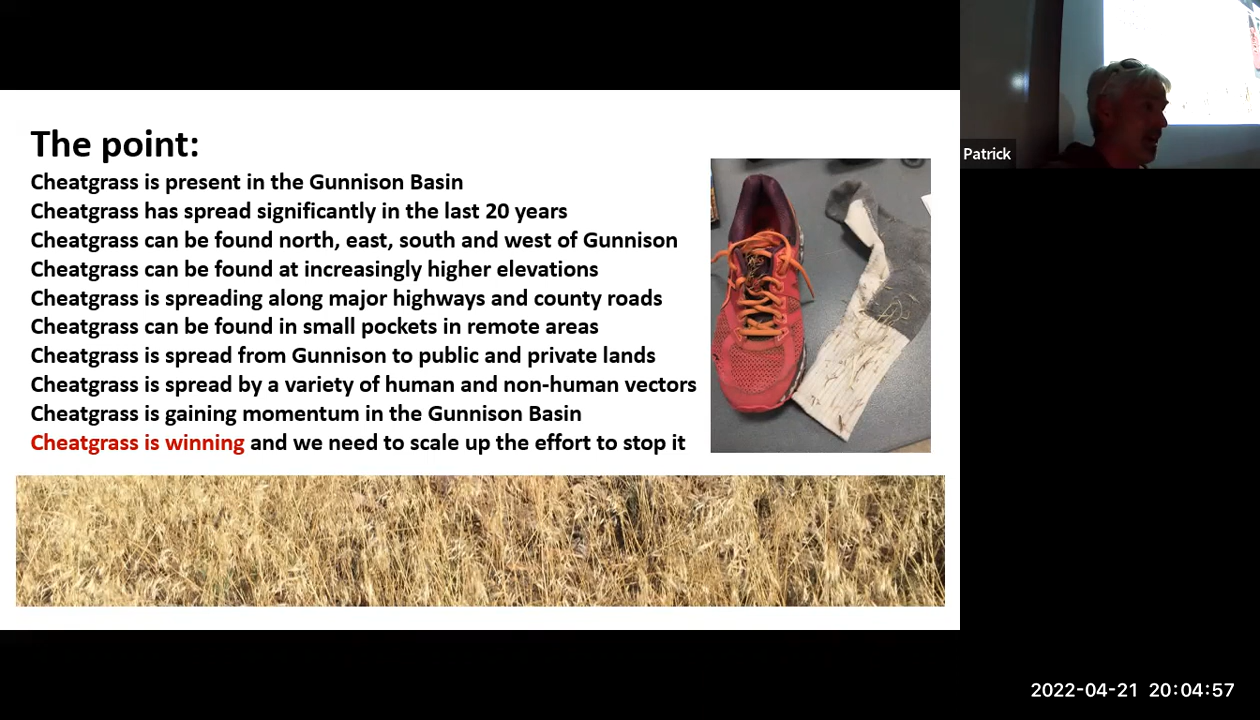 The point:
Cheatgrass is present in the Gunnison Basin
Cheatgrass has spread significantly in the last 20 years
Cheatgrass can be found north, east, south and west of Gunnison
Cheatgrass can be found at increasingly higher elevations
Cheatgrass is spreading along major highways and county roads
Cheatgrass can be found in small pockets in remote areas
Cheatgrass is spread from Gunnison to public and private lands
Cheatgrass is spread by a variety of human and non-human vectors
Cheatgrass is gaining momentum in the Gunnison Basin
Cheatgrass is winning and we need to scale up the effort to stop it
Patrick
2022-04-21 20:04:57